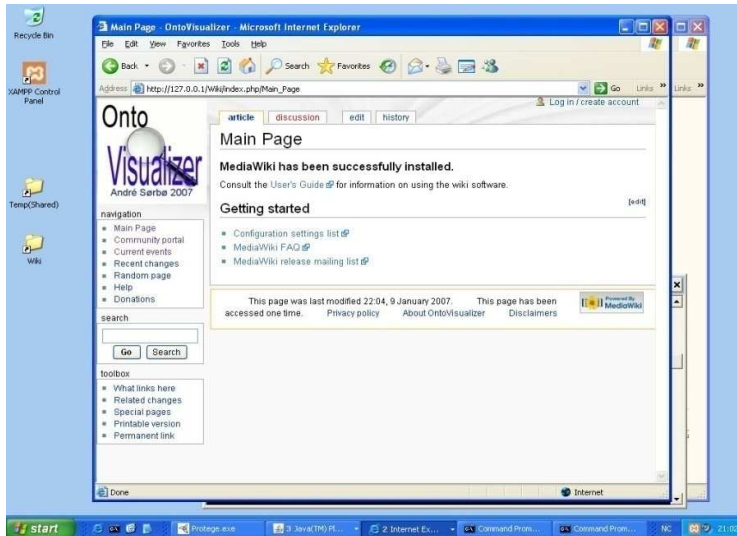 Recycle Bin
XAMPP Control
Panel
Temp(Shared)
Wiki
Main Page - OntoVisualizer - Microsoft Internet Explorer
File Edit View Favorites Tools Help
Back Search Favorites
Address http://127.0.0.1/Wiki/index.php/Main_Page Go Links »
Links »
Log in / create account
Onto
Visualizer
André Sørbø 2007
article discussion edit history
Main Page
MediaWiki has been successfully installed.
Consult the User's Guide for information on using the wiki software.
Getting started [edit]
Configuration settings list
MediaWiki FAQ
MediaWiki release mailing list
This page was last modified 22:04, 9 January 2007. This page has been
accessed one time. Privacy policy About OntoVisualizer Disclaimers
Powered By
MediaWiki
navigation
Main Page
Community portal
Current events
Recent changes
Random page
Help
Donations
search
Go Search
toolbox
What links here
Related changes
Special pages
Printable version
Permanent link
Done Internet
start Protege.exe 3 Java(TM) Pl... 2 Internet Ex... Command Prom... Command Prom... NC 21:02